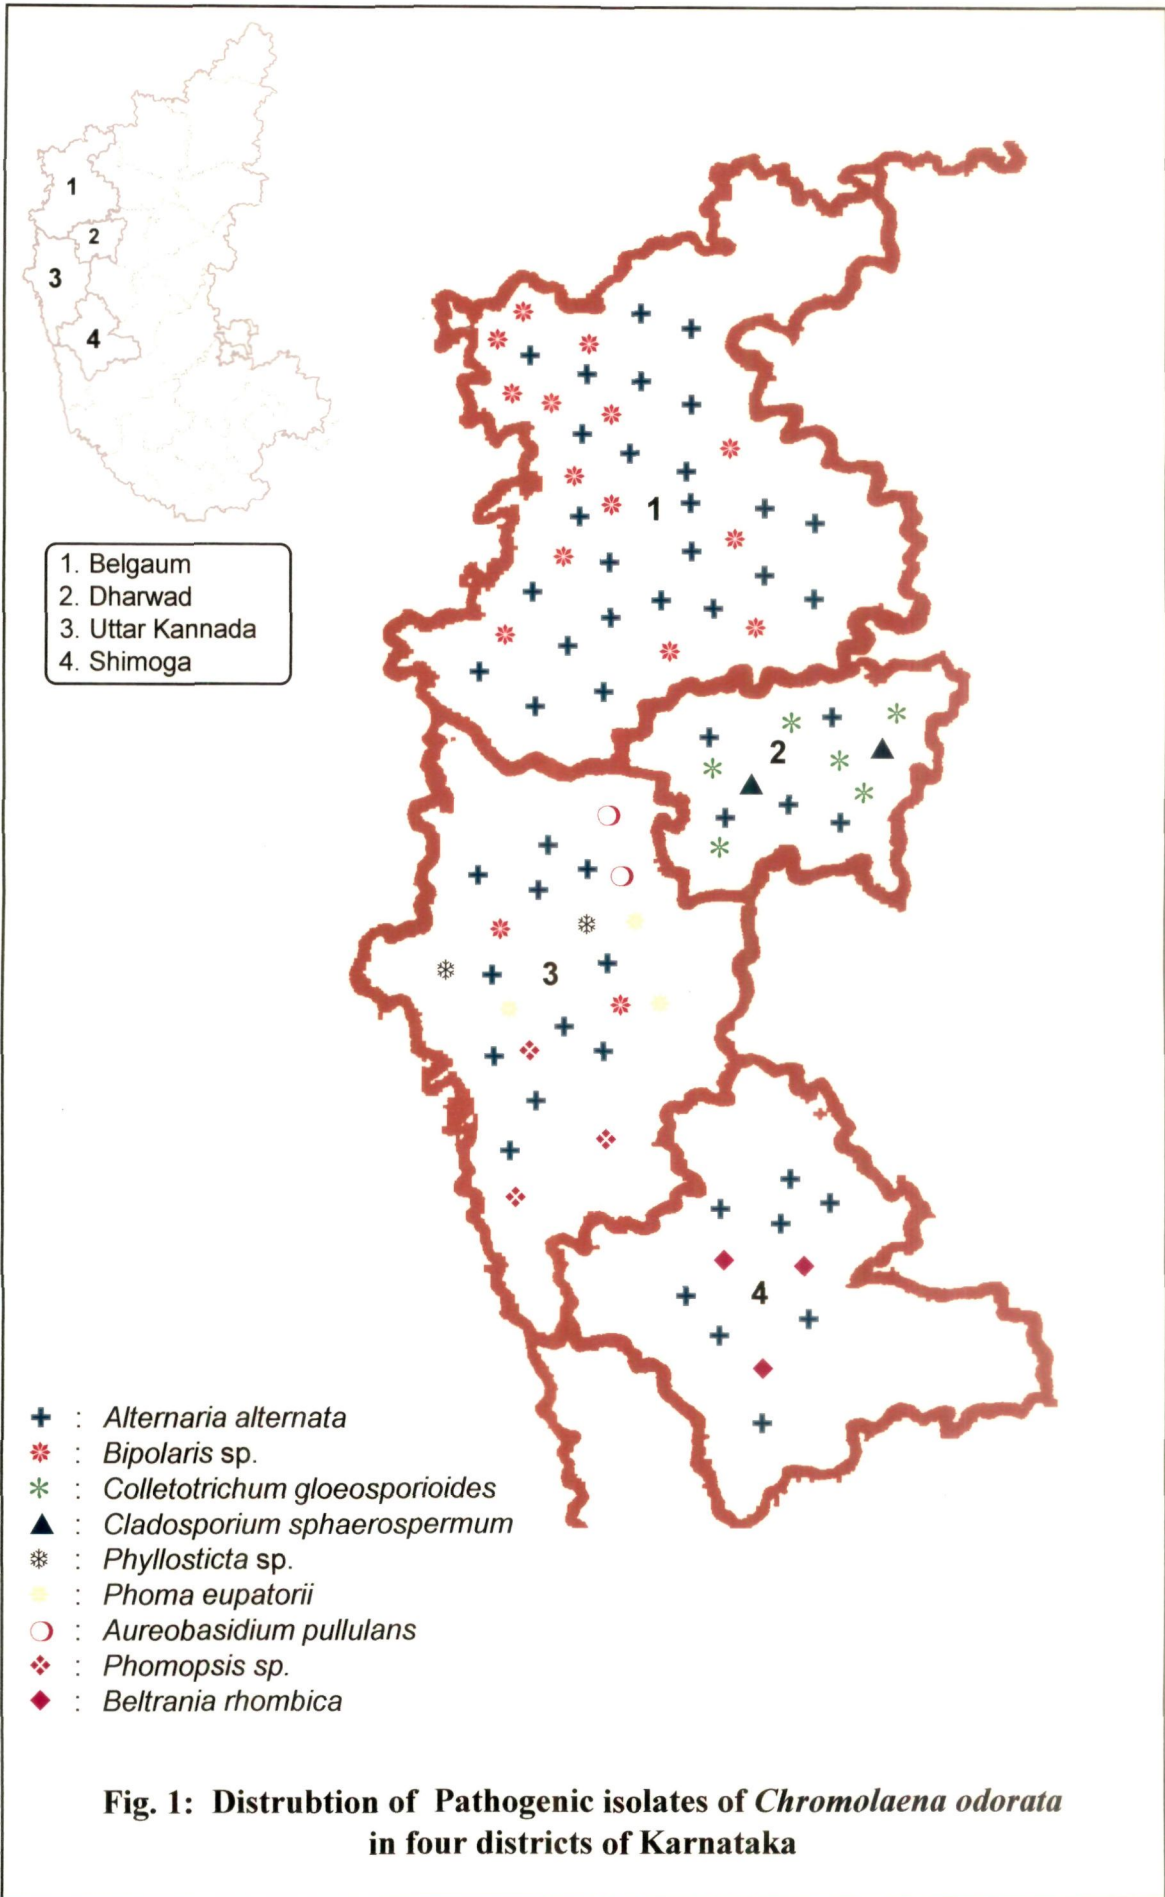 1
2
3
4
1. Belgaum
2. Dharwad
3. Uttar Kannada
4. Shimoga
1
2
3
4
: Alternaria alternata
: Bipolaris sp.
: Colletotrichum gloeosporioides
: Cladosporium sphaerospermum
: Phyllosticta sp.
: Phoma eupatorii
: Aureobasidium pullulans
: Phomopsis sp.
: Beltrania rhombica
Fig. 1: Distrubtion of Pathogenic isolates of Chromolaena odorata
in four districts of Karnataka